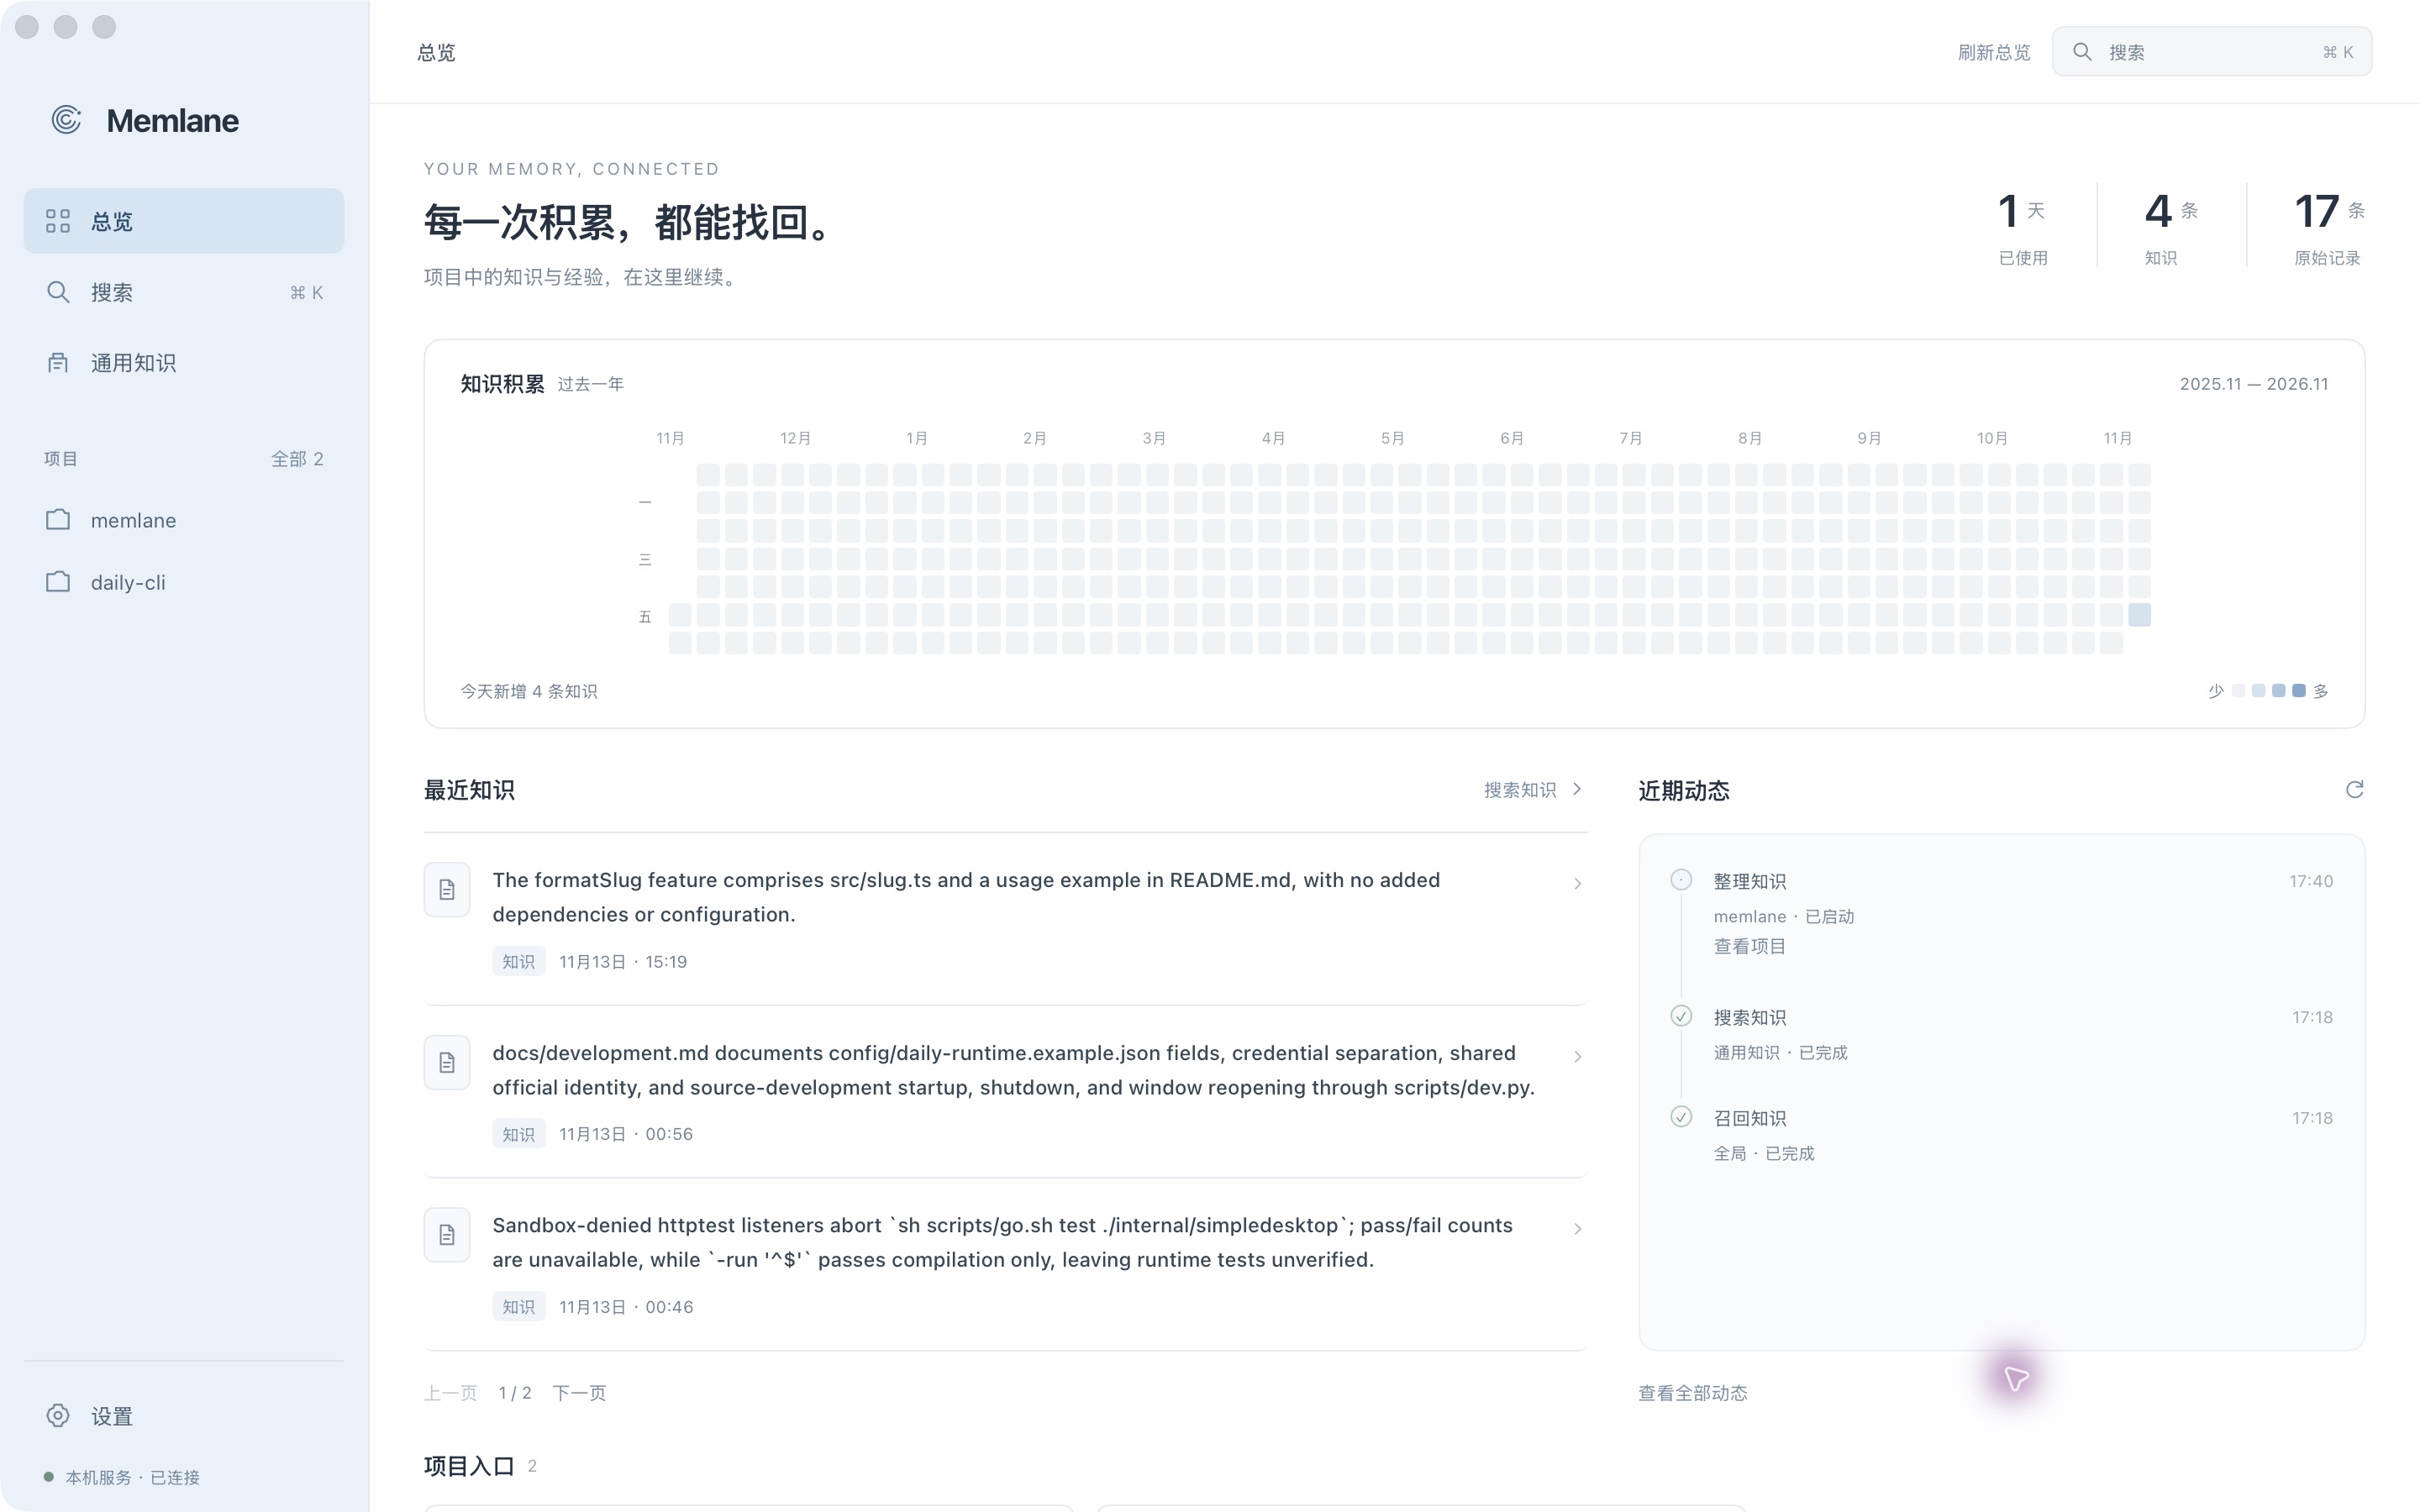 Memlane
总览
搜索 ⌘ K
通用知识
项目 全部 2
memlane
daily-cli
设置
本机服务 · 已连接
总览
刷新总览
搜索 ⌘ K
YOUR MEMORY, CONNECTED
每一次积累，都能找回。
项目中的知识与经验，在这里继续。
1 天
已使用
4 条
知识
17 条
原始记录
知识积累 过去一年
2025.11 — 2026.11
11月 12月 1月 2月 3月 4月 5月 6月 7月 8月 9月 10月 11月
一
三
五
今天新增 4 条知识
少 多
最近知识
搜索知识
The formatSlug feature comprises src/slug.ts and a usage example in README.md, with no added
dependencies or configuration.
知识 11月13日 · 15:19
docs/development.md documents config/daily-runtime.example.json fields, credential separation, shared
official identity, and source-development startup, shutdown, and window reopening through scripts/dev.py.
知识 11月13日 · 00:56
Sandbox-denied httptest listeners abort `sh scripts/go.sh test ./internal/simpledesktop`; pass/fail counts
are unavailable, while `-run '^$'` passes compilation only, leaving runtime tests unverified.
知识 11月13日 · 00:46
上一页 1 / 2 下一页
近期动态
整理知识 17:40
memlane · 已启动
查看项目
搜索知识 17:18
通用知识 · 已完成
召回知识 17:18
全局 · 已完成
查看全部动态
项目入口 2